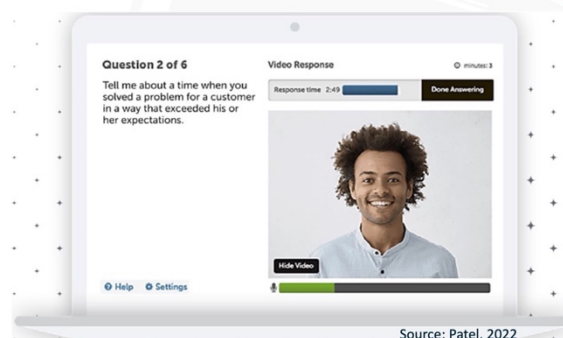 Question 2 of 6
Tell me about a time when you
solved a problem for a customer
in a way that exceeded his or
her expectations.
Help Settings
Video Response
minutes: 3
Response time 2:49
Done Answering
Hide Video
Source: Patel, 2022